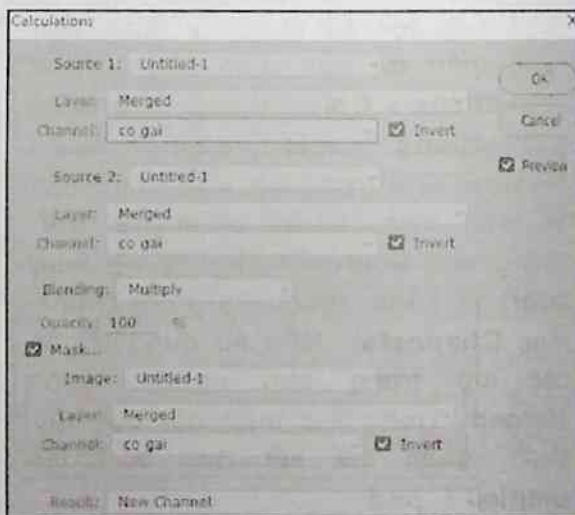 Calculations X
Source 1: Untitled-1
OK
Layer: Merged
Channel: co gai Invert
Cancel
Source 2: Untitled-1
Preview
Layer: Merged
Channel: co gai Invert
Blending: Multiply
Opacity: 100 %
Mask...
Image: Untitled-1
Layer: Merged
Channel: co gai Invert
Result: New Channel